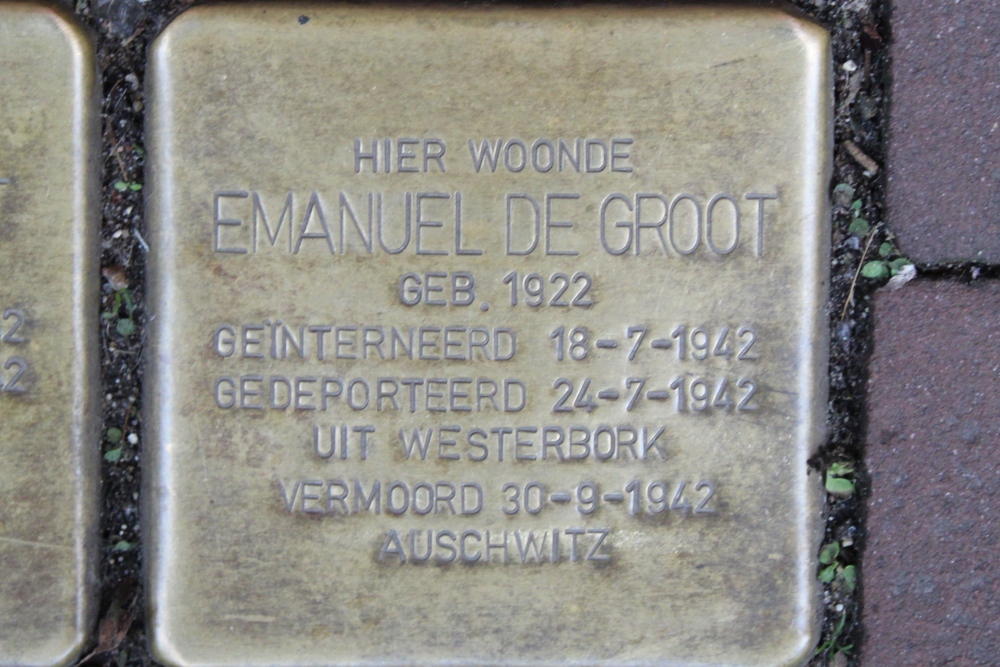 HIER WOONDE
EMANUEL DE GROOT
GEB. 1922
GEÏNTERNEERD 18-7-1942
GEDEPORTEERD 24-7-1942
UIT WESTERBORK
VERMOORD 30-9-1942
AUSCHWITZ